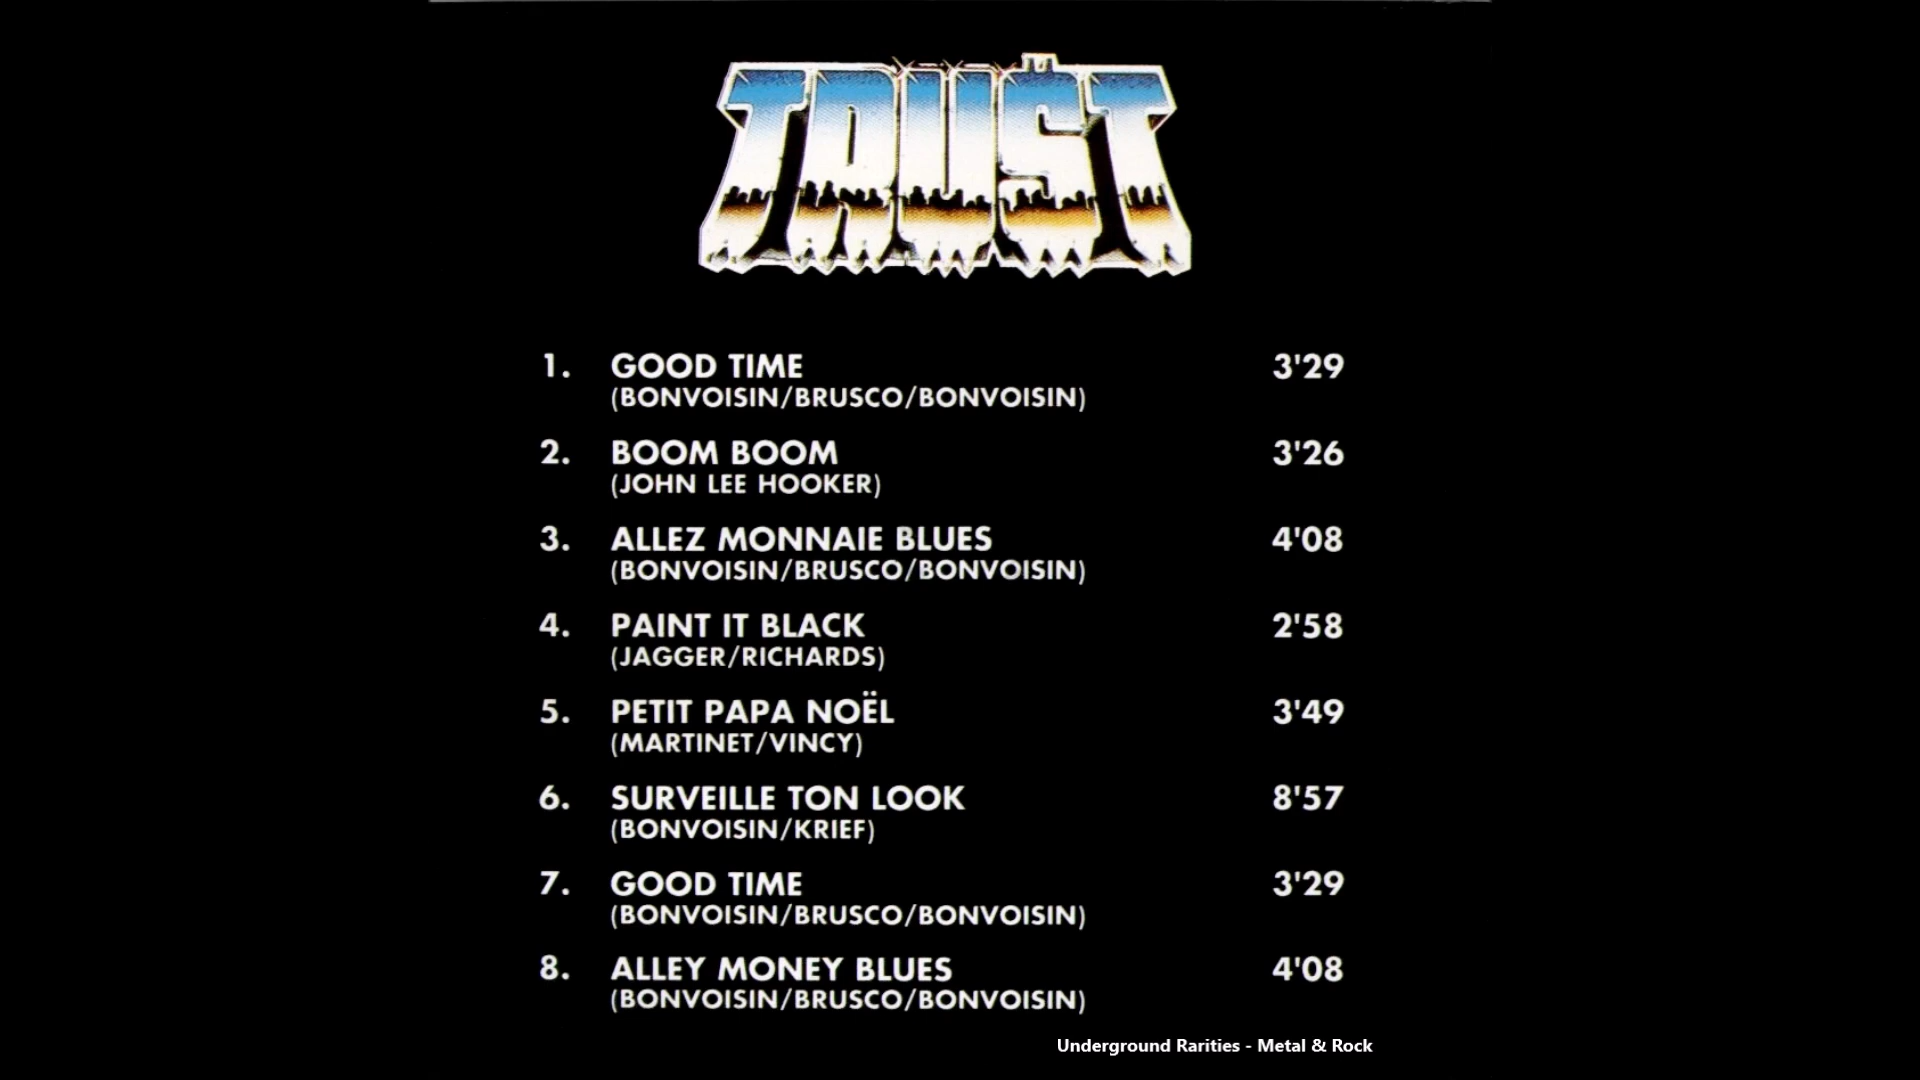 TRU$T
1. GOOD TIME 3'29
(BONVOISIN/BRUSCO/BONVOISIN)
2. BOOM BOOM 3'26
(JOHN LEE HOOKER)
3. ALLEZ MONNAIE BLUES 4'08
(BONVOISIN/BRUSCO/BONVOISIN)
4. PAINT IT BLACK 2'58
(JAGGER/RICHARDS)
5. PETIT PAPA NOËL 3'49
(MARTINET/VINCY)
6. SURVEILLE TON LOOK 8'57
(BONVOISIN/KRIEF)
7. GOOD TIME 3'29
(BONVOISIN/BRUSCO/BONVOISIN)
8. ALLEY MONEY BLUES 4'08
(BONVOISIN/BRUSCO/BONVOISIN)
Underground Rarities - Metal & Rock